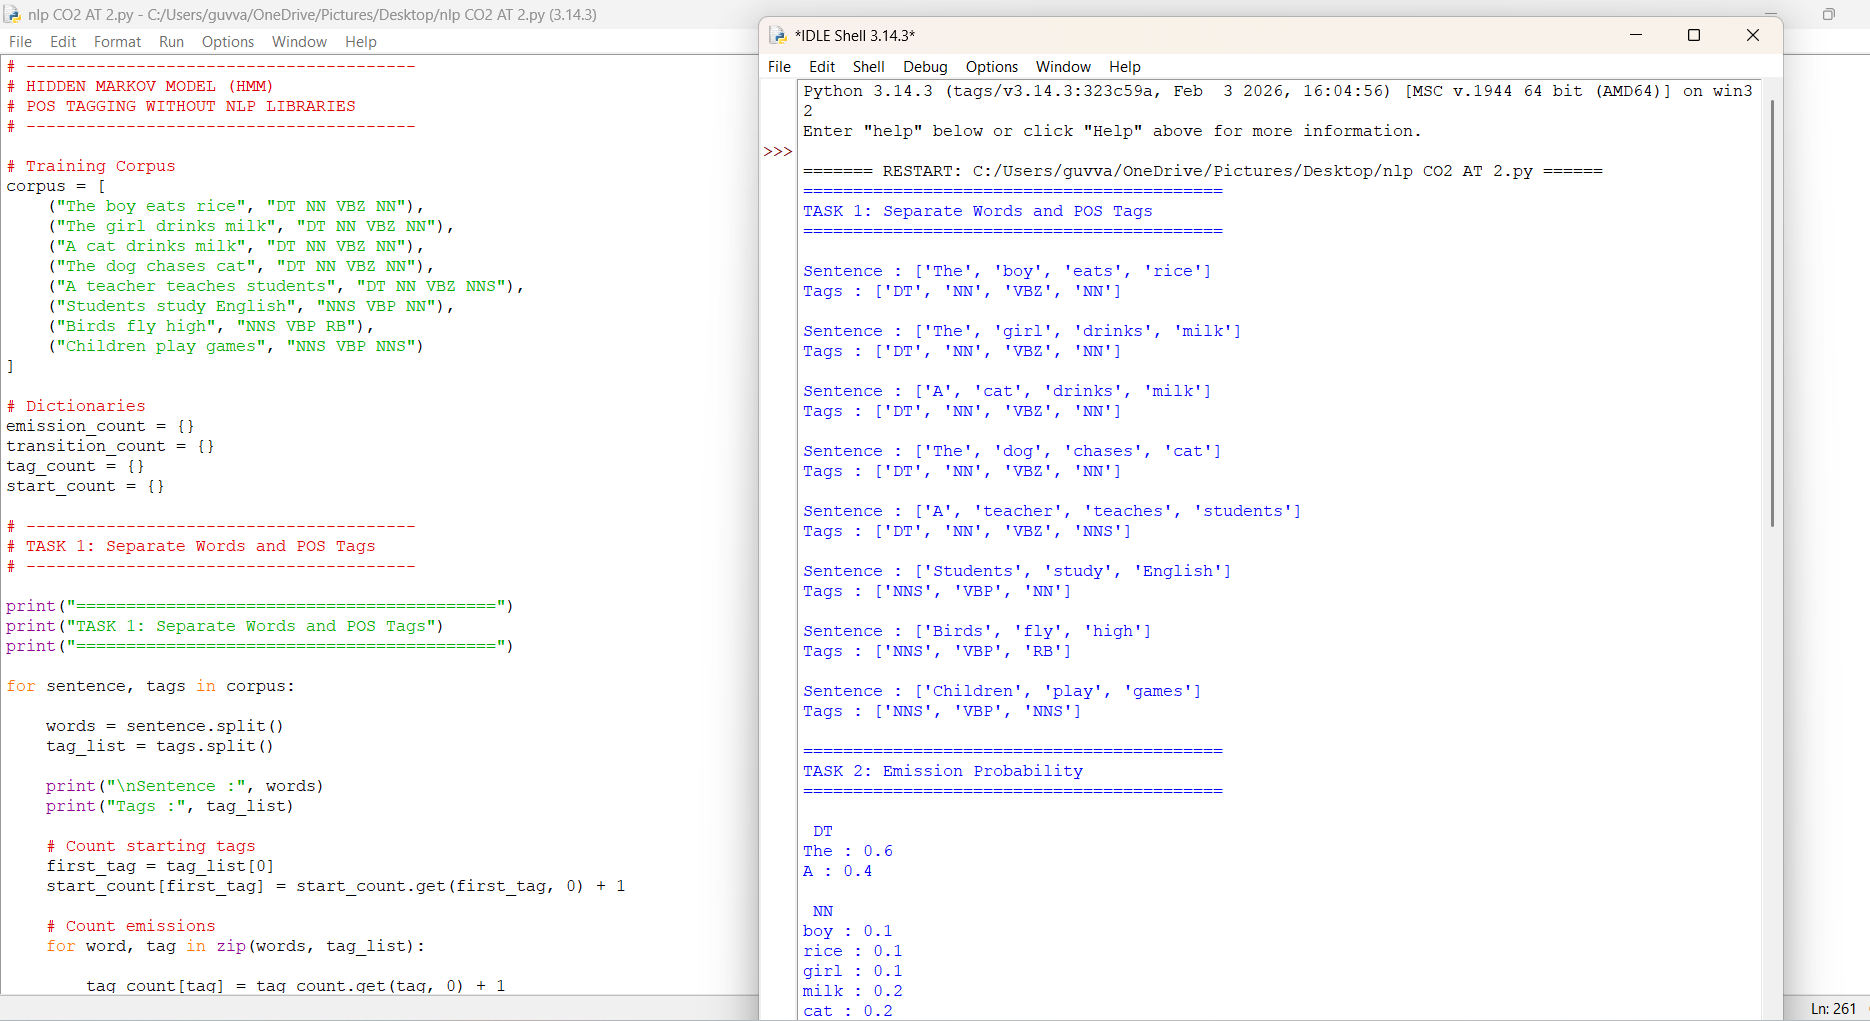 nlp CO2 AT 2.py - C:/Users/guvva/OneDrive/Pictures/Desktop/nlp CO2 AT 2.py (3.14.3)
File Edit Format Run Options Window Help
# ---------------------------------------
# HIDDEN MARKOV MODEL (HMM)
# POS TAGGING WITHOUT NLP LIBRARIES
# ---------------------------------------

# Training Corpus
corpus = [
    ("The boy eats rice", "DT NN VBZ NN"),
    ("The girl drinks milk", "DT NN VBZ NN"),
    ("A cat drinks milk", "DT NN VBZ NN"),
    ("The dog chases cat", "DT NN VBZ NN"),
    ("A teacher teaches students", "DT NN VBZ NNS"),
    ("Students study English", "NNS VBP NN"),
    ("Birds fly high", "NNS VBP RB"),
    ("Children play games", "NNS VBP NNS")
]

# Dictionaries
emission_count = {}
transition_count = {}
tag_count = {}
start_count = {}

# ---------------------------------------
# TASK 1: Separate Words and POS Tags
# ---------------------------------------

print("==========================================")
print("TASK 1: Separate Words and POS Tags")
print("==========================================")

for sentence, tags in corpus:

    words = sentence.split()
    tag_list = tags.split()

    print("\nSentence :", words)
    print("Tags :", tag_list)

    # Count starting tags
    first_tag = tag_list[0]
    start_count[first_tag] = start_count.get(first_tag, 0) + 1

    # Count emissions
    for word, tag in zip(words, tag_list):

        tag_count[tag] = tag_count.get(tag, 0) + 1
*IDLE Shell 3.14.3*
File Edit Shell Debug Options Window Help
Python 3.14.3 (tags/v3.14.3:323c59a, Feb  3 2026, 16:04:56) [MSC v.1944 64 bit (AMD64)] on win3
2
Enter "help" below or click "Help" above for more information.
>>>
======= RESTART: C:/Users/guvva/OneDrive/Pictures/Desktop/nlp CO2 AT 2.py ======
==========================================
TASK 1: Separate Words and POS Tags
==========================================

Sentence : ['The', 'boy', 'eats', 'rice']
Tags : ['DT', 'NN', 'VBZ', 'NN']

Sentence : ['The', 'girl', 'drinks', 'milk']
Tags : ['DT', 'NN', 'VBZ', 'NN']

Sentence : ['A', 'cat', 'drinks', 'milk']
Tags : ['DT', 'NN', 'VBZ', 'NN']

Sentence : ['The', 'dog', 'chases', 'cat']
Tags : ['DT', 'NN', 'VBZ', 'NN']

Sentence : ['A', 'teacher', 'teaches', 'students']
Tags : ['DT', 'NN', 'VBZ', 'NNS']

Sentence : ['Students', 'study', 'English']
Tags : ['NNS', 'VBP', 'NN']

Sentence : ['Birds', 'fly', 'high']
Tags : ['NNS', 'VBP', 'RB']

Sentence : ['Children', 'play', 'games']
Tags : ['NNS', 'VBP', 'NNS']

==========================================
TASK 2: Emission Probability
==========================================

 DT
The : 0.6
A : 0.4

 NN
boy : 0.1
rice : 0.1
girl : 0.1
milk : 0.2
cat : 0.2
Ln: 261